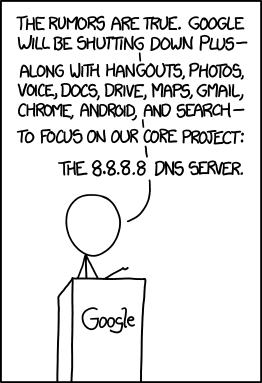 THE RUMORS ARE TRUE. GOOGLE
WILL BE SHUTTING DOWN PLUS—
ALONG WITH HANGOUTS, PHOTOS,
VOICE, DOCS, DRIVE, MAPS, GMAIL,
CHROME, ANDROID, AND SEARCH—
TO FOCUS ON OUR CORE PROJECT:
THE 8.8.8.8 DNS SERVER.
Google